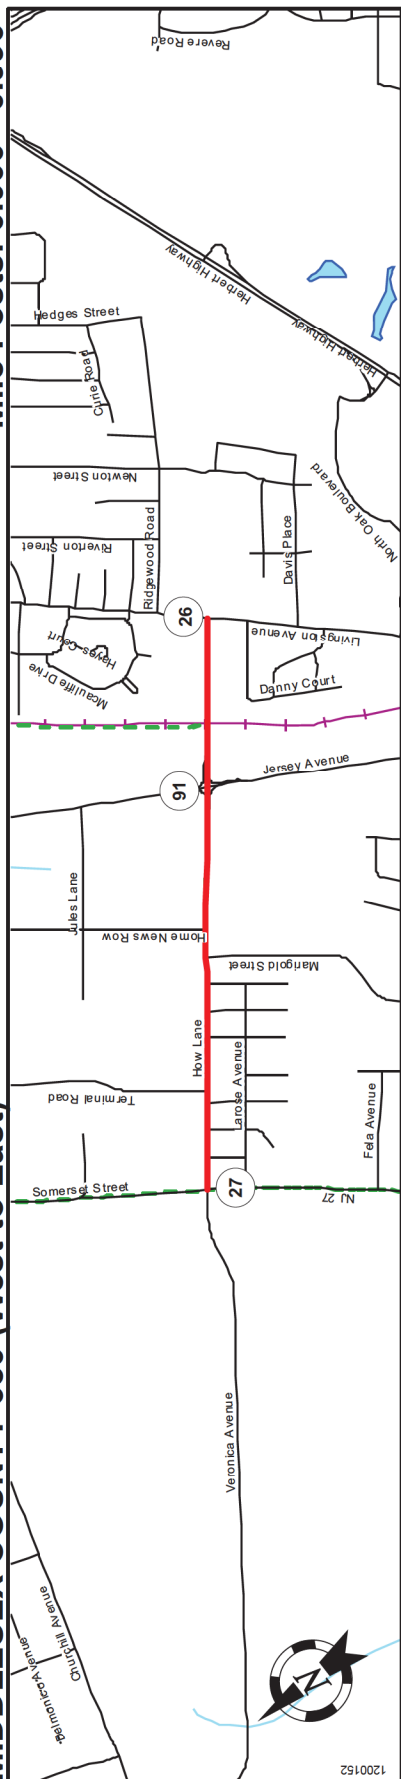 Revere Road
Herbert Highway
Herbert Highway
Hedges Street
Currie Road
Newton Street
North Oak Boulevard
Riverton Street
Ridgewood Road
Davis Place
26
Livingston Avenue
Hayes Court
Mcauliffe Drive
Danny Court
Jersey Avenue
91
Jules Lane
Home News Row
Marigold Street
How Lane
Larose Avenue
Terminal Road
Fela Avenue
Somerset Street
27
NJ 27
Veronica Avenue
Churchill Avenue
Belmonico Avenue
N
1200152